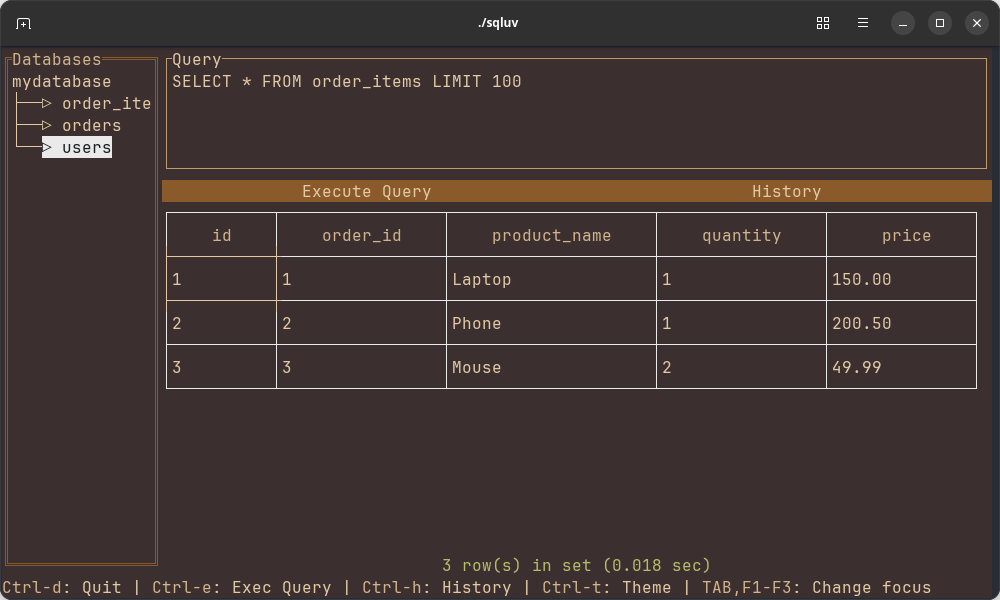 ./sqluv
Databases
mydatabase
order_ite
orders
users
Query
SELECT * FROM order_items LIMIT 100
Execute Query History
id order_id product_name quantity price
1 1 Laptop 1 150.00
2 2 Phone 1 200.50
3 3 Mouse 2 49.99
3 row(s) in set (0.018 sec)
Ctrl-d: Quit | Ctrl-e: Exec Query | Ctrl-h: History | Ctrl-t: Theme | TAB,F1-F3: Change focus